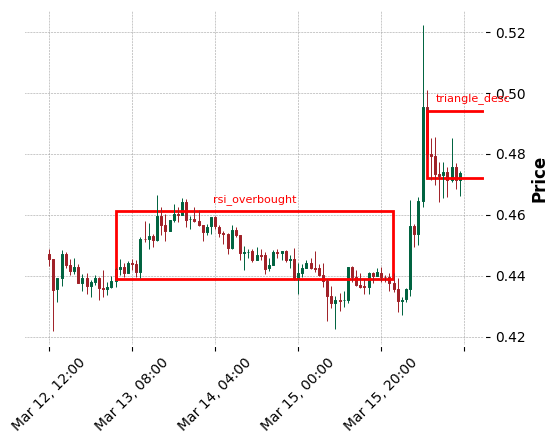 0.52
triangle_desc
0.50
0.48
rsi_overbought
0.46
0.44
0.42
Price
Mar 12, 12:00
Mar 13, 08:00
Mar 14, 04:00
Mar 15, 00:00
Mar 15, 20:00